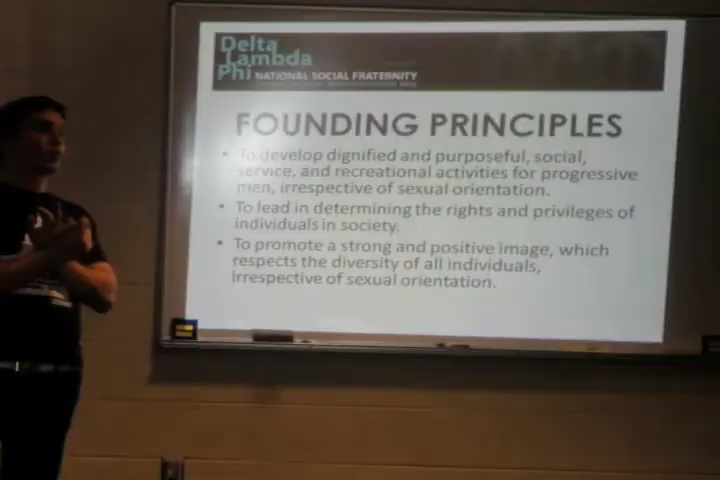 Delta
Lambda
Phi NATIONAL SOCIAL FRATERNITY
FOUNDING PRINCIPLES
• To develop dignified and purposeful, social,
service, and recreational activities for progressive
men, irrespective of sexual orientation.
• To lead in determining the rights and privileges of
individuals in society.
• To promote a strong and positive image, which
respects the diversity of all individuals,
irrespective of sexual orientation.